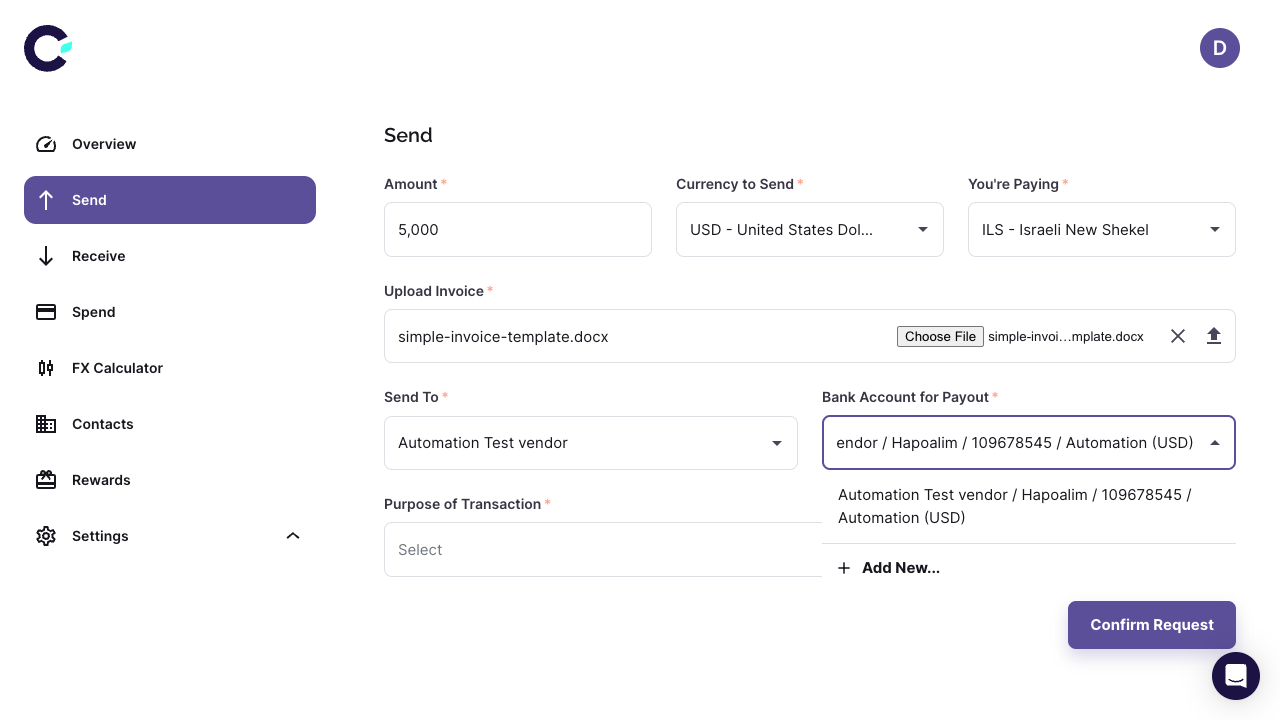 D
Overview
Send
Receive
Spend
FX Calculator
Contacts
Rewards
Settings
Send
Amount *
Currency to Send *
You're Paying *
5,000
USD - United States Dol...
ILS - Israeli New Shekel
Upload Invoice *
simple-invoice-template.docx
Choose File simple-invoi...mplate.docx
Send To *
Bank Account for Payout *
Automation Test vendor
endor / Hapoalim / 109678545 / Automation (USD)
Automation Test vendor / Hapoalim / 109678545 /
Automation (USD)
Purpose of Transaction *
Select
Add New...
Confirm Request